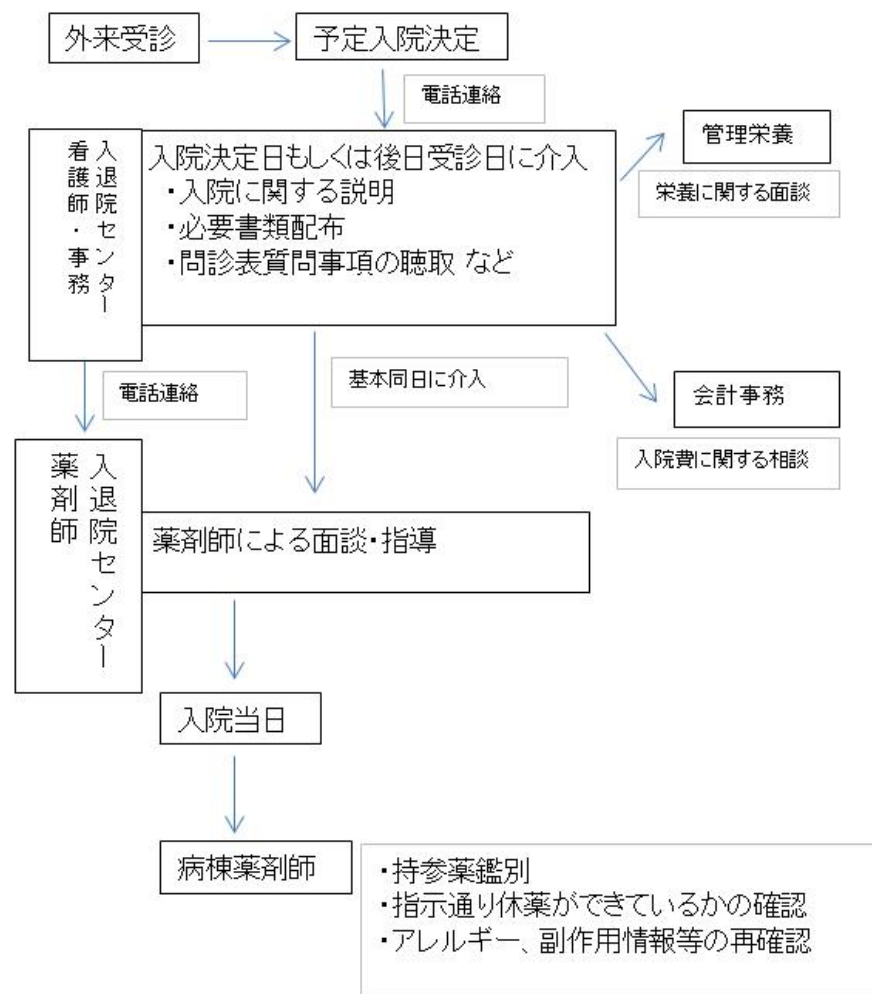 外来受診
予定入院決定
電話連絡
入退院センター
看護師・事務
入院決定日もしくは後日受診日に介入
・入院に関する説明
・必要書類配布
・問診表質問事項の聴取 など
管理栄養
栄養に関する面談
電話連絡
基本同日に介入
会計事務
入院費に関する相談
入退院センター
薬剤師
薬剤師による面談・指導
入院当日
病棟薬剤師
・持参薬鑑別
・指示通り休薬ができているかの確認
・アレルギー、副作用情報等の再確認